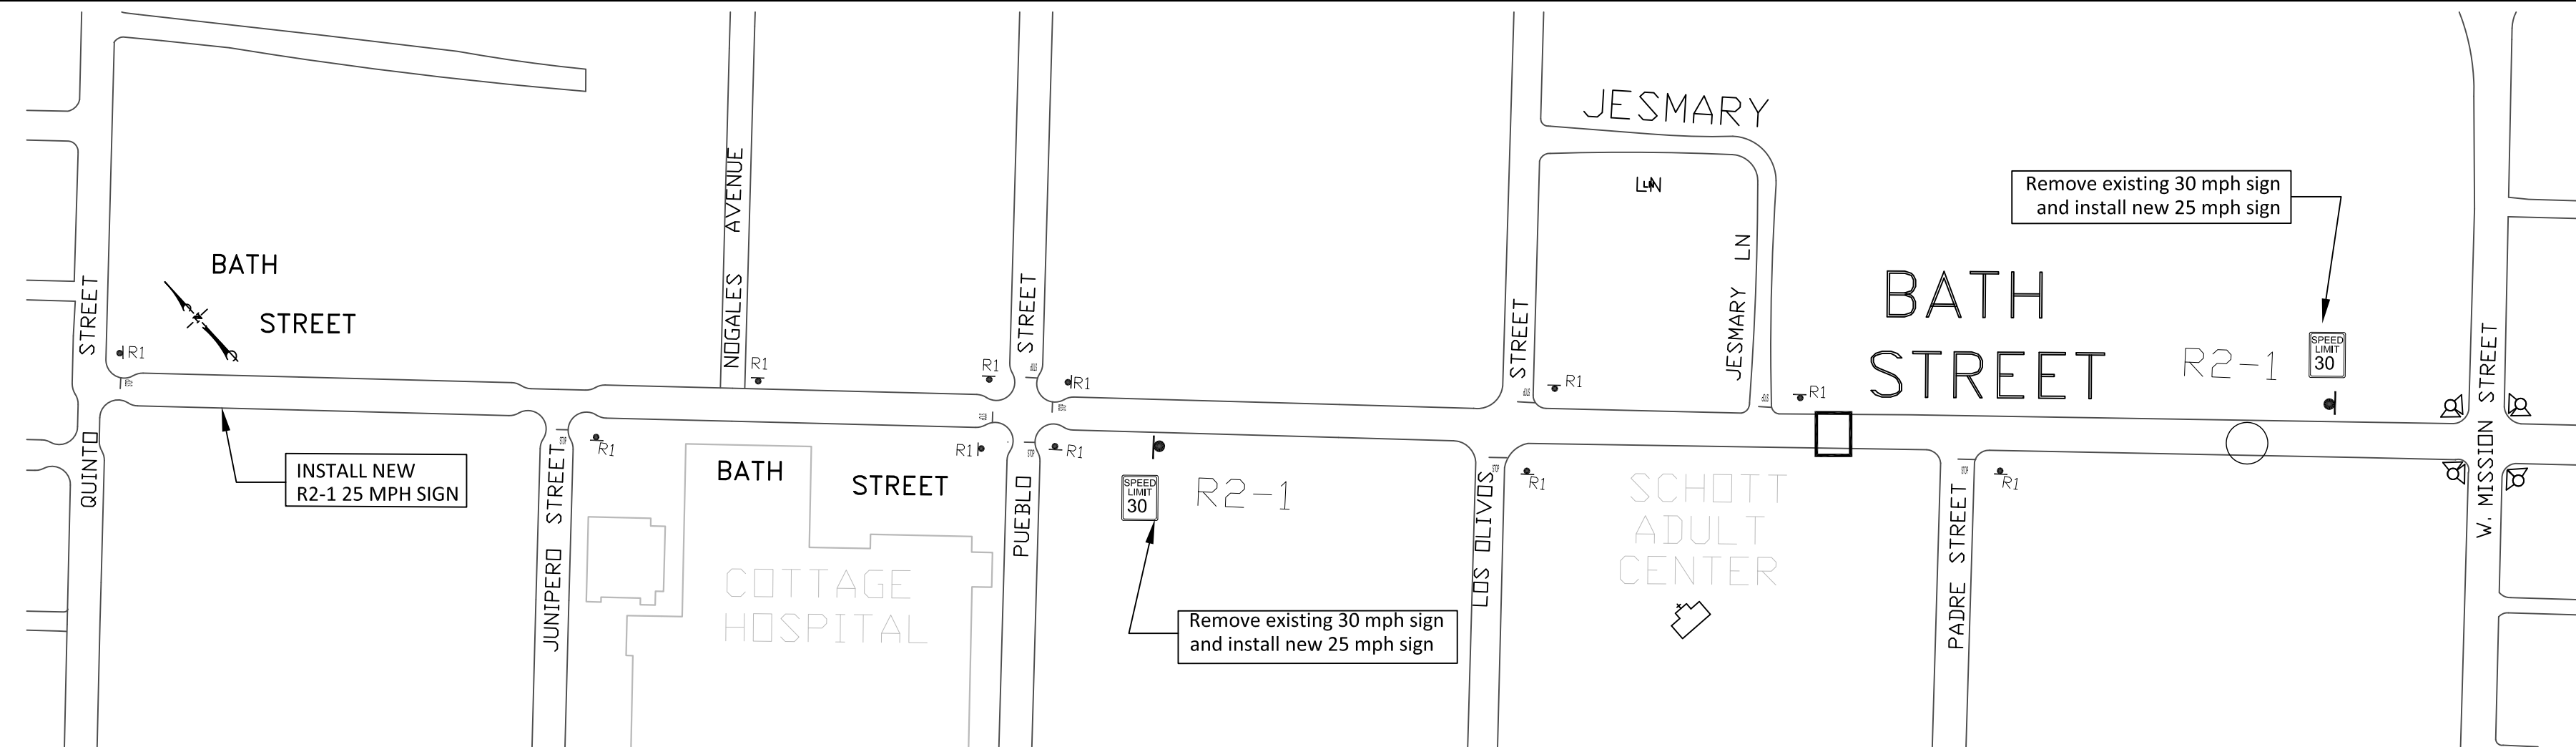 JESMARY
LN
Remove existing 30 mph sign
and install new 25 mph sign
BATH
STREET
STREET
R1
NOGALES AVENUE
R1
STREET
R1
R1
STREET
R1
JESMARY LN
R1
BATH
STREET
R2-1
SPEED
LIMIT
30
W. MISSION STREET
QUINTO
INSTALL NEW
R2-1 25 MPH SIGN
JUNIPERO STREET
R1
BATH STREET
R1
COTTAGE
HOSPITAL
PUEBLO
STOP
R1
SPEED
LIMIT
30
R2-1
Remove existing 30 mph sign
and install new 25 mph sign
LOS OLIVOS
STOP
R1
SCHOTT
ADULT
CENTER
PADRE STREET
STOP
R1